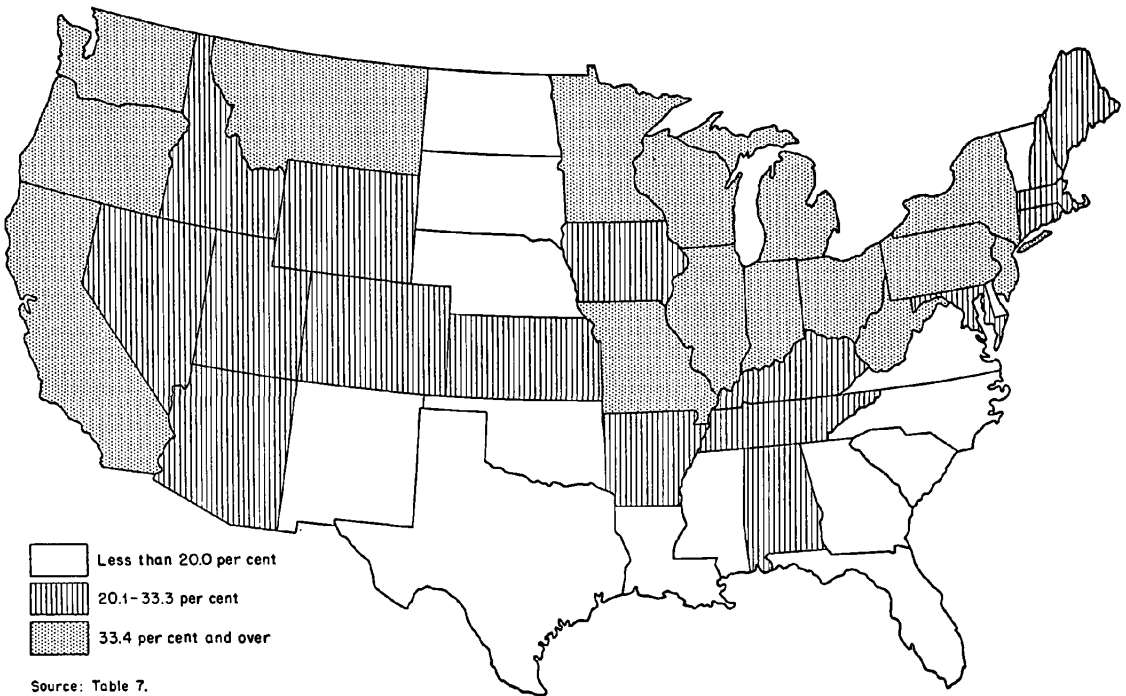 Less than 20.0 per cent
20.1-33.3 per cent
33.4 per cent and over
Source: Table 7.